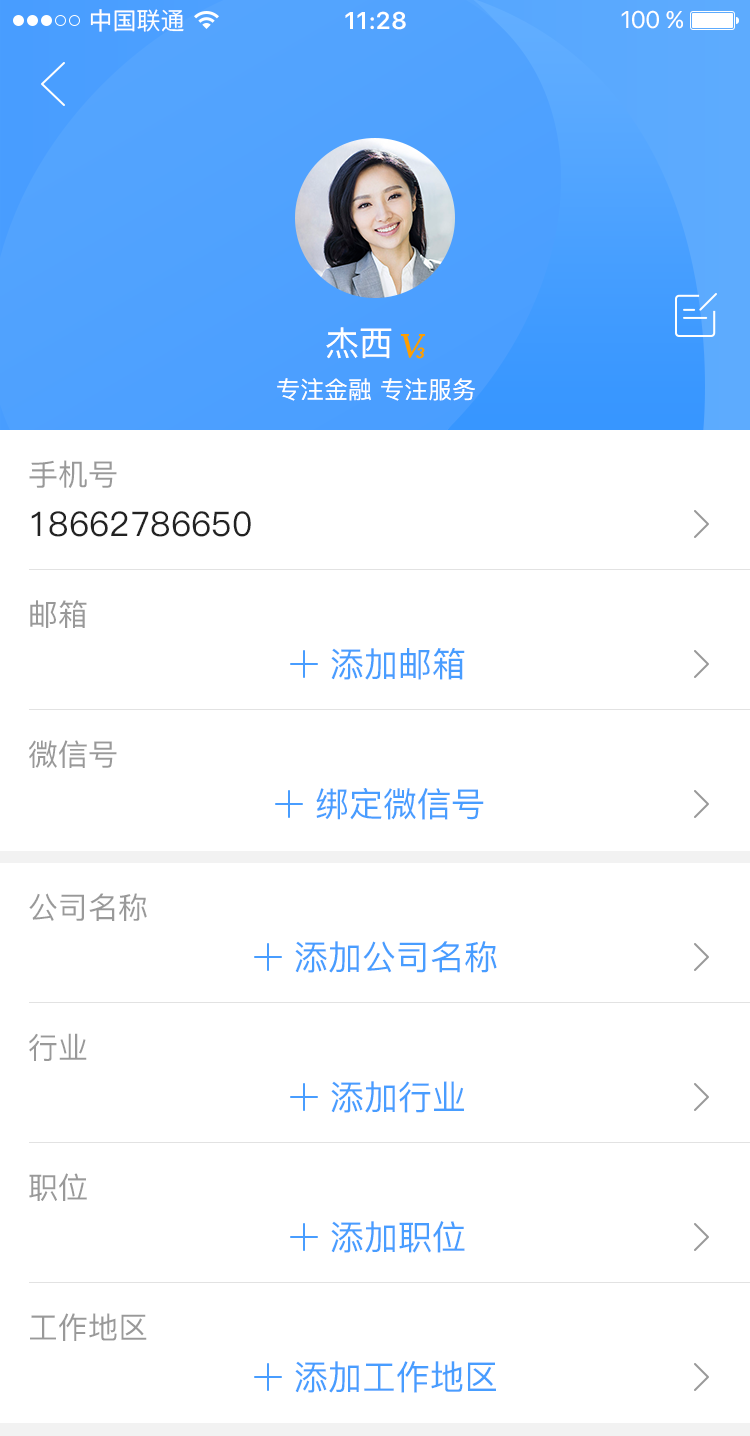 中国联通 11:28 100 %
杰西 V3
专注金融 专注服务
手机号
18662786650
邮箱
添加邮箱
微信号
绑定微信号
公司名称
添加公司名称
行业
添加行业
职位
添加职位
工作地区
添加工作地区